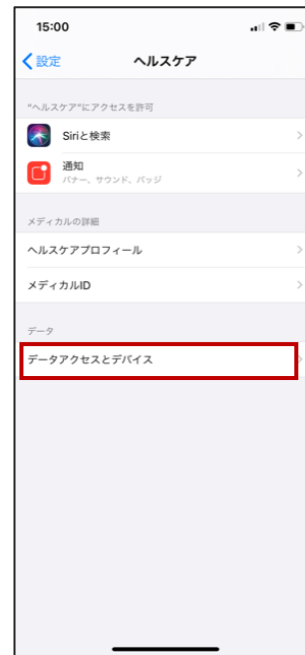 15:00
設定
ヘルスケア
"ヘルスケア"にアクセスを許可
Siriと検索
通知
バナー、サウンド、バッジ
メディカルの詳細
ヘルスケアプロフィール
メディカルID
データ
データアクセスとデバイス